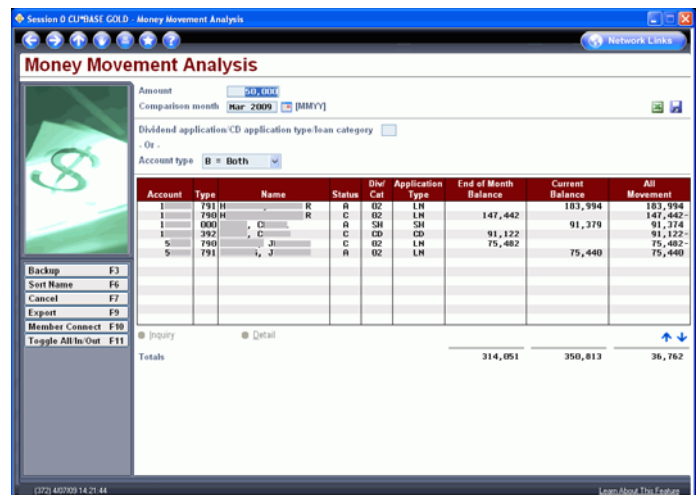 Session 0 CU*BASE GOLD - Money Movement Analysis
Network Links
Money Movement Analysis
Amount 50,000
Comparison month Mar 2009 [MMYY]
Dividend application/CD application type/loan category
- Or -
Account type B = Both
Account Type Name Status Div/ Cat Application Type End of Month Balance Current Balance All Movement
1 791 H , R A 02 LN 183,994 183,994
1 790 H R C 02 LN 147,442 147,442-
1 000 , C A SH SH 91,379 91,374
1 392 , C C CD CD 91,122 91,122-
5 790 , J C 02 LN 75,482 75,482-
5 791 , J A 02 LN 75,440 75,440
Backup F3
Sort Name F6
Cancel F7
Export F9
Member Connect F10
Toggle All/In/Out F11
Inquiry Detail
Totals 314,051 350,813 36,762
(372) 4/07/09 14:21:44 Learn About This Feature